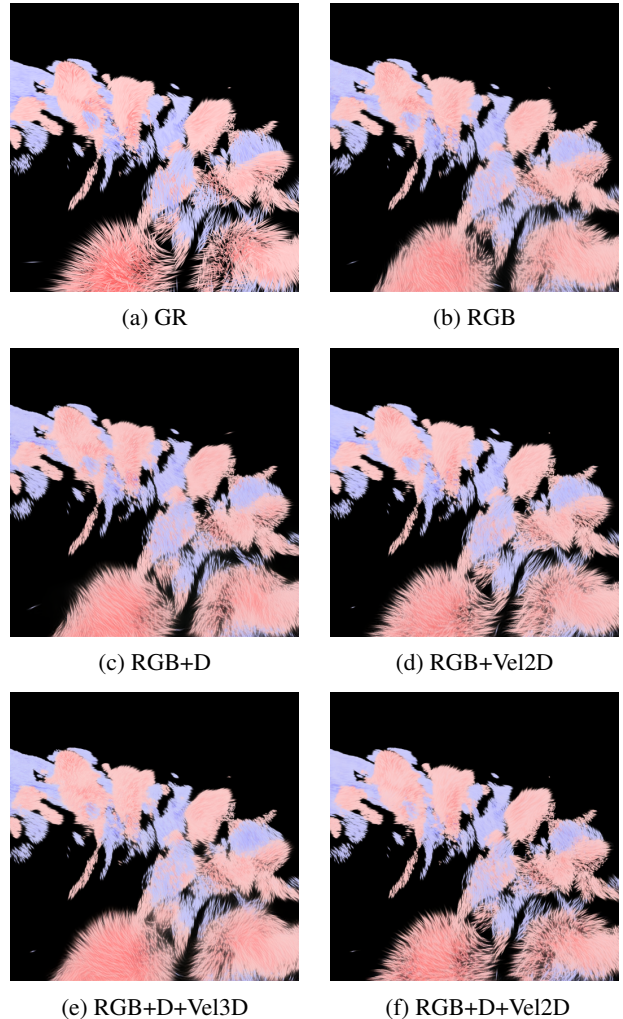 (a) GR
(b) RGB
(c) RGB+D
(d) RGB+Vel2D
(e) RGB+D+Vel3D
(f) RGB+D+Vel2D